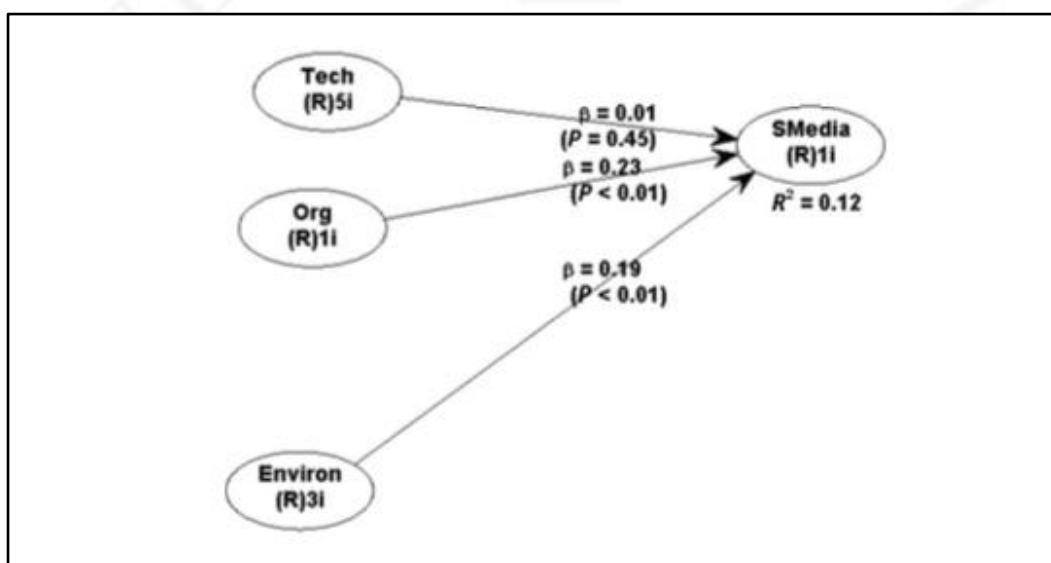 Tech
(R)5i
β = 0.01
(P = 0.45)
SMedia
(R)1i
R² = 0.12
β = 0.23
(P < 0.01)
Org
(R)1i
β = 0.19
(P < 0.01)
Environ
(R)3i